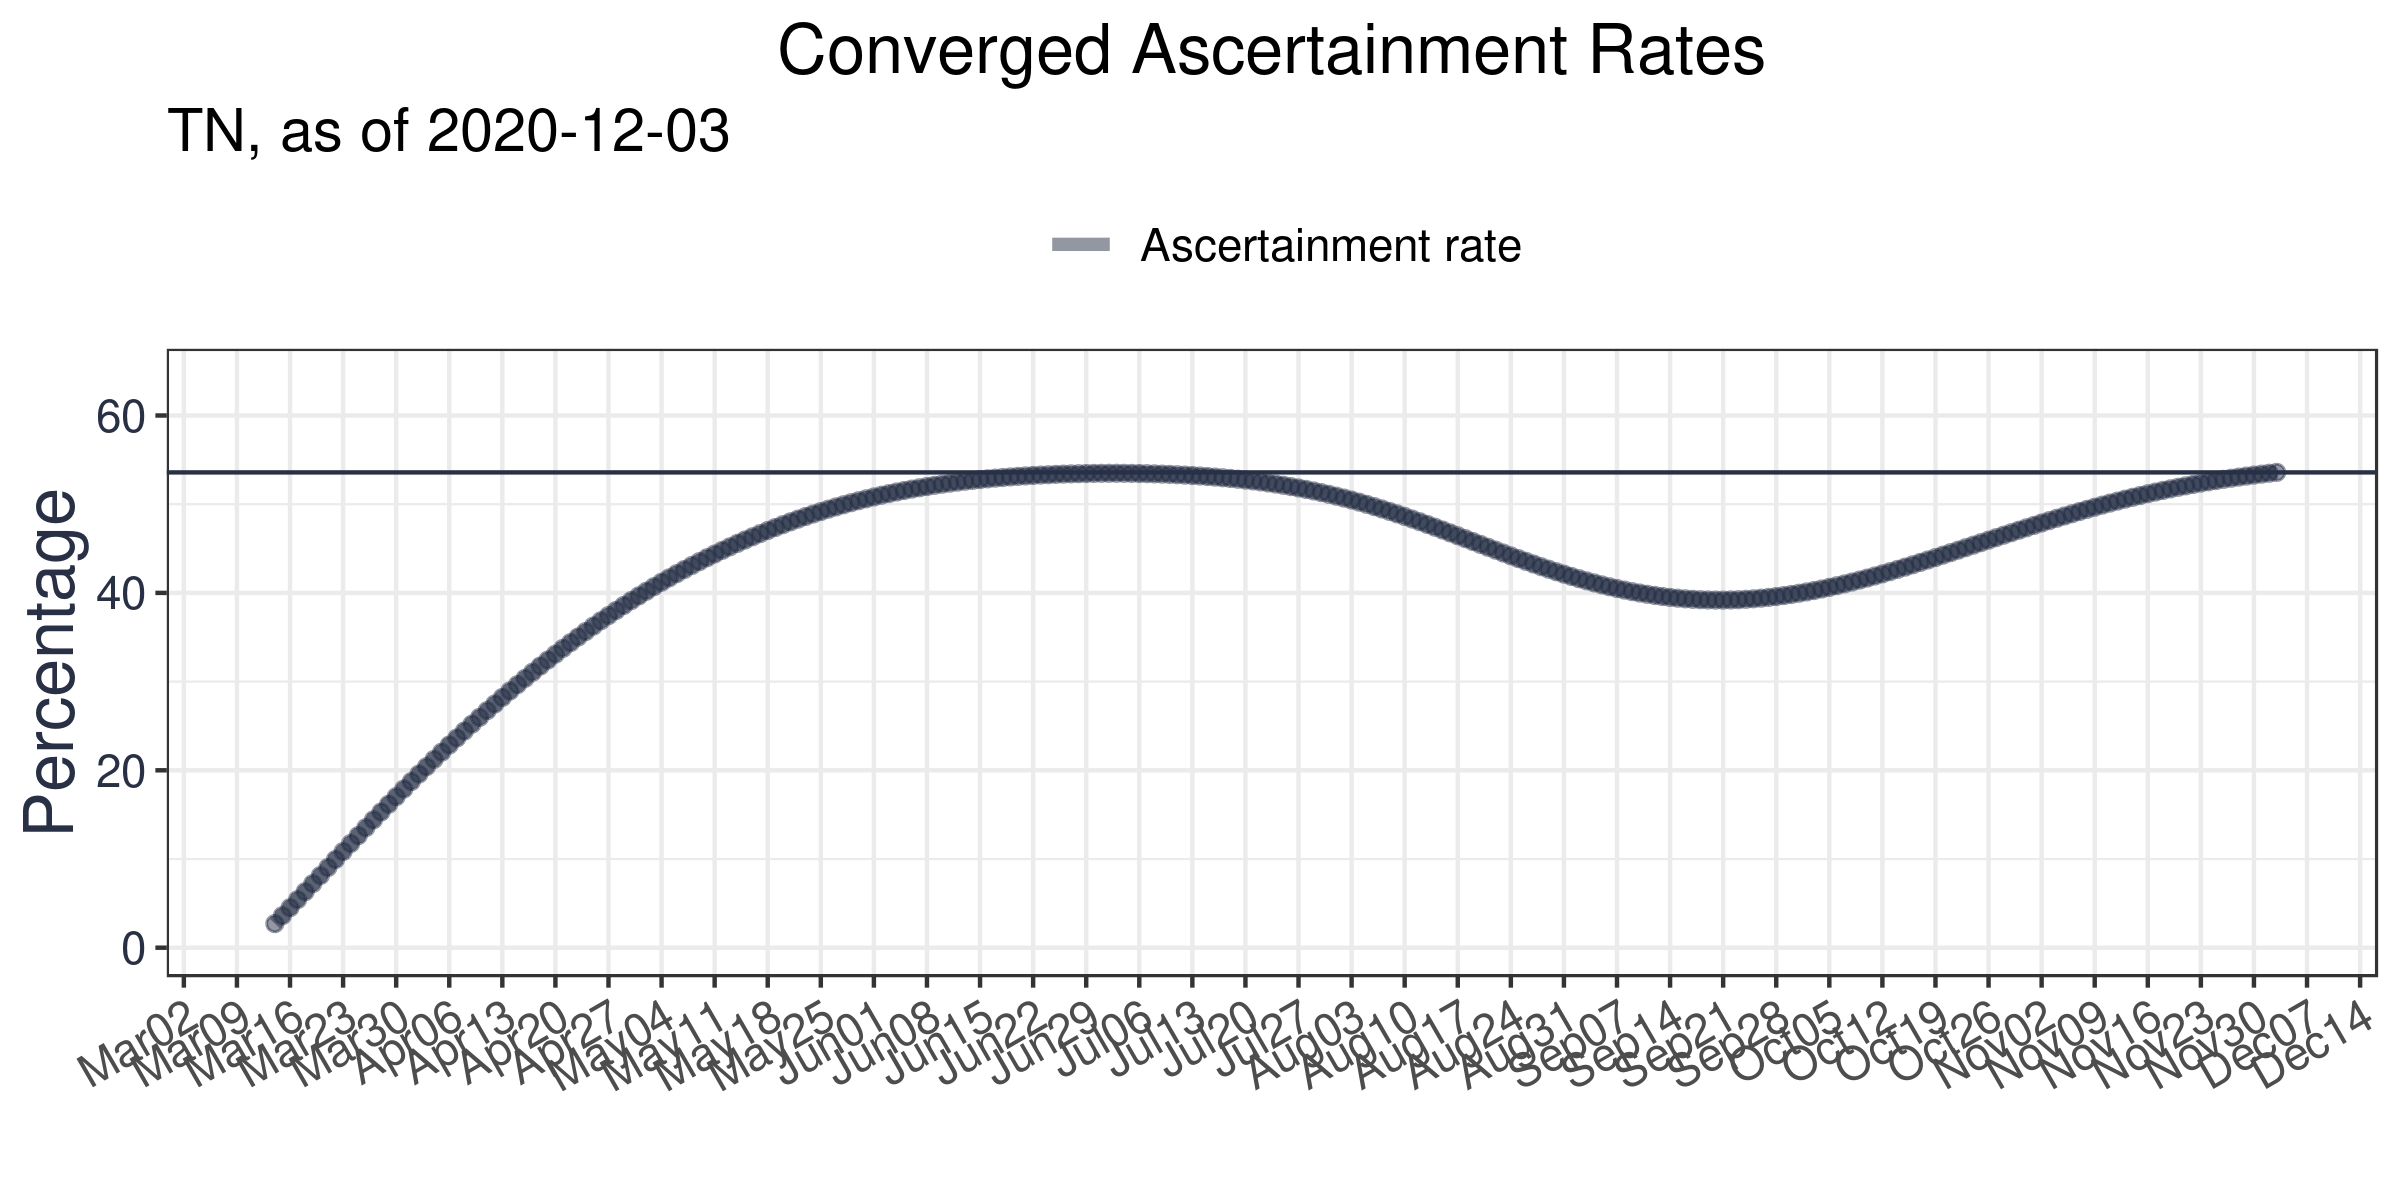 Converged Ascertainment Rates
TN, as of 2020-12-03
Ascertainment rate
Percentage
60
40
20
0
Mar02
Mar09
Mar16
Mar23
Mar30
Apr06
Apr13
Apr20
Apr27
May04
May11
May18
May25
Jun01
Jun08
Jun15
Jun22
Jun29
Jul06
Jul13
Jul20
Jul27
Aug03
Aug10
Aug17
Aug24
Aug31
Sep07
Sep14
Sep21
Sep28
Oct05
Oct12
Oct19
Oct26
Nov02
Nov09
Nov16
Nov23
Nov30
Dec07
Dec14